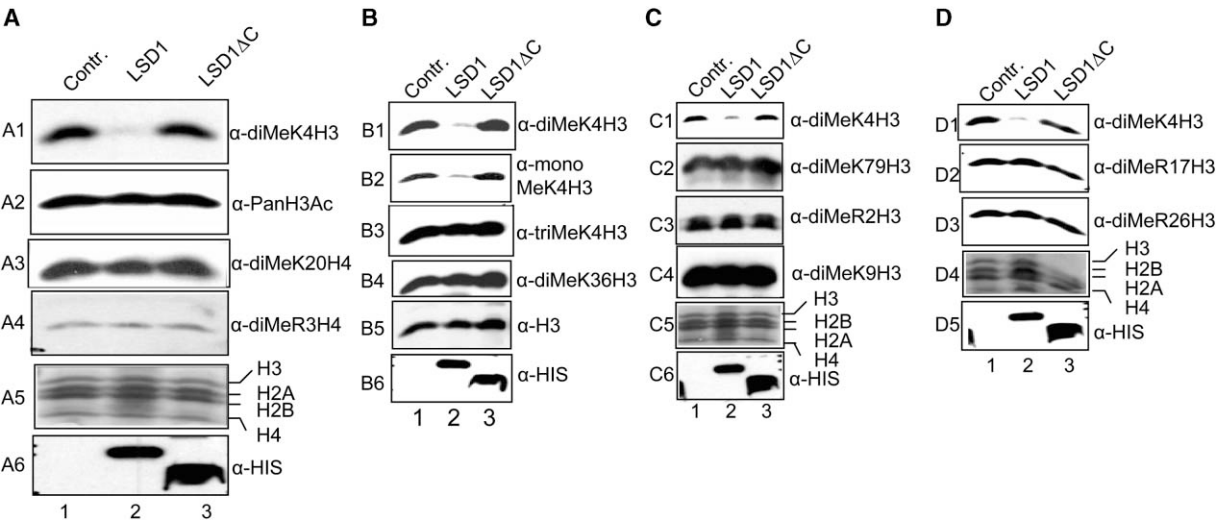 A
Contr.
LSD1
LSD1ΔC
A1
α-diMeK4H3
A2
α-PanH3Ac
A3
α-diMeK20H4
A4
α-diMeR3H4
A5
H3
H2A
H2B
H4
A6
α-HIS
1 2 3
B
Contr.
LSD1
LSD1ΔC
B1
α-diMeK4H3
B2
α-mono
MeK4H3
B3
α-triMeK4H3
B4
α-diMeK36H3
B5
α-H3
B6
α-HIS
1 2 3
C
Contr.
LSD1
LSD1ΔC
C1
α-diMeK4H3
C2
α-diMeK79H3
C3
α-diMeR2H3
C4
α-diMeK9H3
C5
H3
H2B
H2A
H4
C6
α-HIS
1 2 3
D
Contr.
LSD1
LSD1ΔC
D1
α-diMeK4H3
D2
α-diMeR17H3
D3
α-diMeR26H3
D4
H3
H2B
H2A
H4
D5
α-HIS
1 2 3